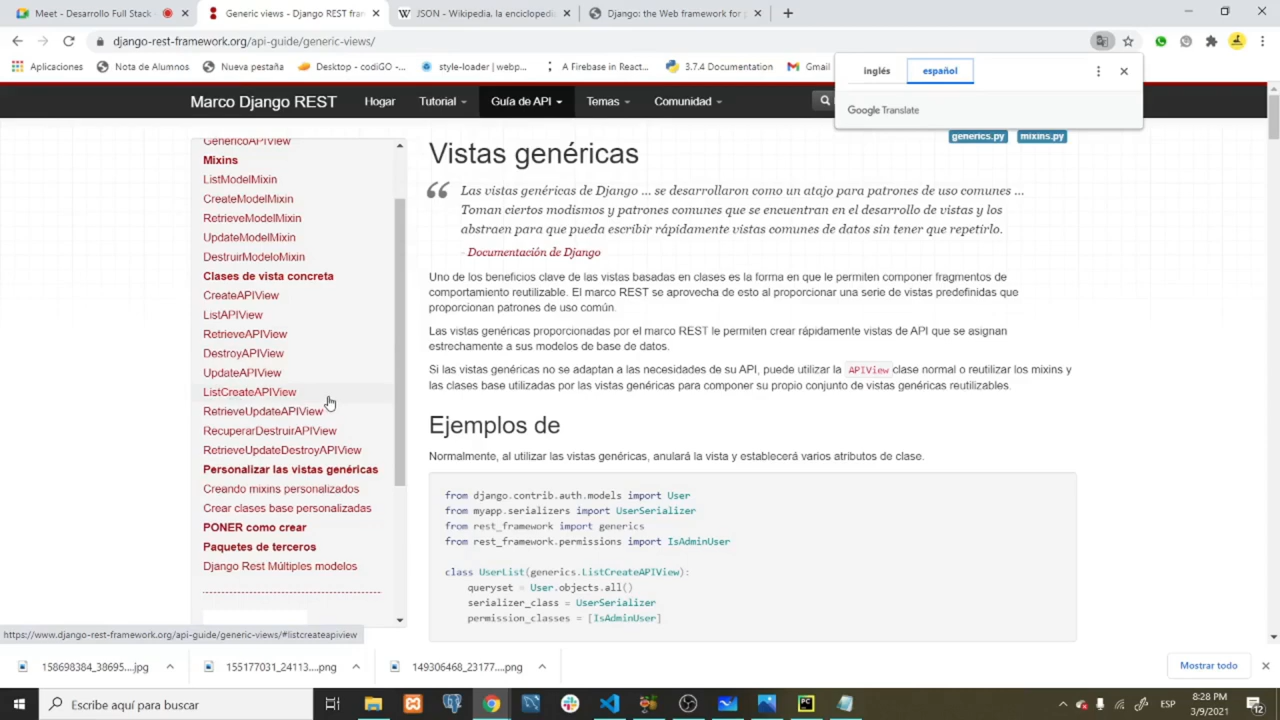 Meet - Desarrollo Full Stack
Generic views - Django REST fran
JSON - Wikipedia, la enciclopedi
Django: the Web framework for p
django-rest-framework.org/api-guide/generic-views/
Aplicaciones
Nota de Alumnos.
Nueva pestaña
Desktop - codiGO -...
style-loader | webp...
A Firebase in React...
3.7.4 Documentation
Gmail
inglés
español
Google Translate
Marco Django REST
Hogar
Tutorial
Guía de API
Temas
Comunidad
generics.py
mixins.py
GenericoAPIView
Mixins
ListModelMixin
CreateModelMixin
RetrieveModelMixin
UpdateModelMixin
DestruirModeloMixin
Clases de vista concreta
CreateAPIView
ListAPIView
RetrieveAPIView
DestroyAPIView
UpdateAPIView
ListCreateAPIView
RetrieveUpdateAPIView
RecuperarDestruirAPIView
RetrieveUpdateDestroyAPIView
Personalizar las vistas genéricas
Creando mixins personalizados
Crear clases base personalizadas
PONER como crear
Paquetes de terceros
Django Rest Múltiples modelos
Vistas genéricas
Las vistas genéricas de Django ... se desarrollaron como un atajo para patrones de uso comunes ...
Toman ciertos modismos y patrones comunes que se encuentran en el desarrollo de vistas y los
abstraen para que pueda escribir rápidamente vistas comunes de datos sin tener que repetirlo.
- Documentación de Django
Uno de los beneficios clave de las vistas basadas en clases es la forma en que le permiten componer fragmentos de
comportamiento reutilizable. El marco REST se aprovecha de esto al proporcionar una serie de vistas predefinidas que
proporcionan patrones de uso común.
Las vistas genéricas proporcionadas por el marco REST le permiten crear rápidamente vistas de API que se asignan
estrechamente a sus modelos de base de datos.
Si las vistas genéricas no se adaptan a las necesidades de su API, puede utilizar la APIView clase normal o reutilizar los mixins y
las clases base utilizadas por las vistas genéricas para componer su propio conjunto de vistas genéricas reutilizables.
Ejemplos de
Normalmente, al utilizar las vistas genéricas, anulará la vista y establecerá varios atributos de clase.
from django.contrib.auth.models import User
from myapp.serializers import UserSerializer
from rest_framework import generics
from rest_framework.permissions import IsAdminUser
class UserList(generics.ListCreateAPIView):
queryset = User.objects.all()
serializer_class = UserSerializer
permission_classes = [IsAdminUser]
https://www.django-rest-framework.org/api-guide/generic-views/#listcreateapiview
158698384_38695....jpg
155177031_24113....png
149306468_23177....png
Mostrar todo
Escribe aquí para buscar
ESP
8:28 PM
3/9/2021
12